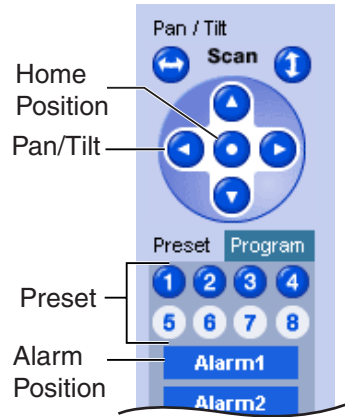 Pan / Tilt
Scan
Home
Position
Pan/Tilt
Preset Program
1 2 3 4
Preset
5 6 7 8
Alarm
Position
Alarm1
Alarm2